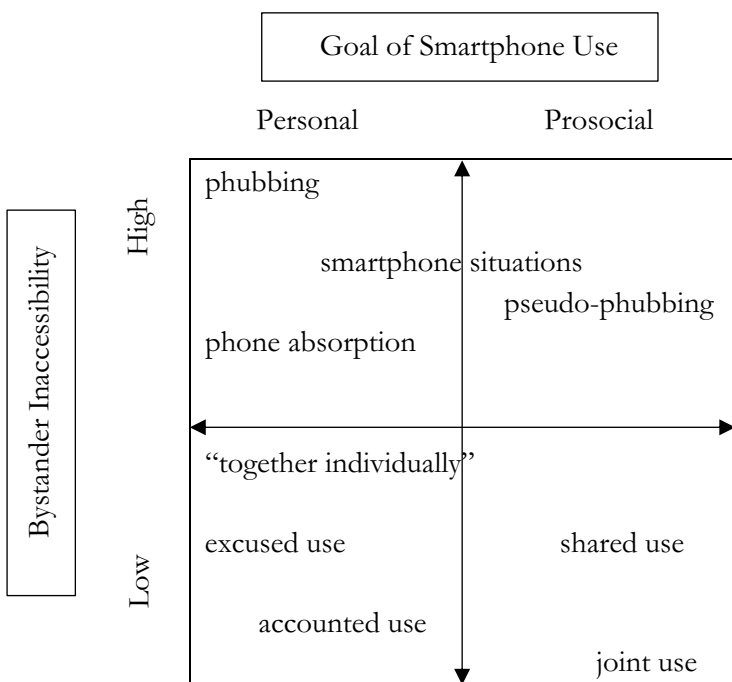 Goal of Smartphone Use
Personal
Prosocial
Bystander Inaccessibility
High
Low
phubbing
smartphone situations
pseudo-phubbing
phone absorption
“together individually”
excused use
shared use
accounted use
joint use